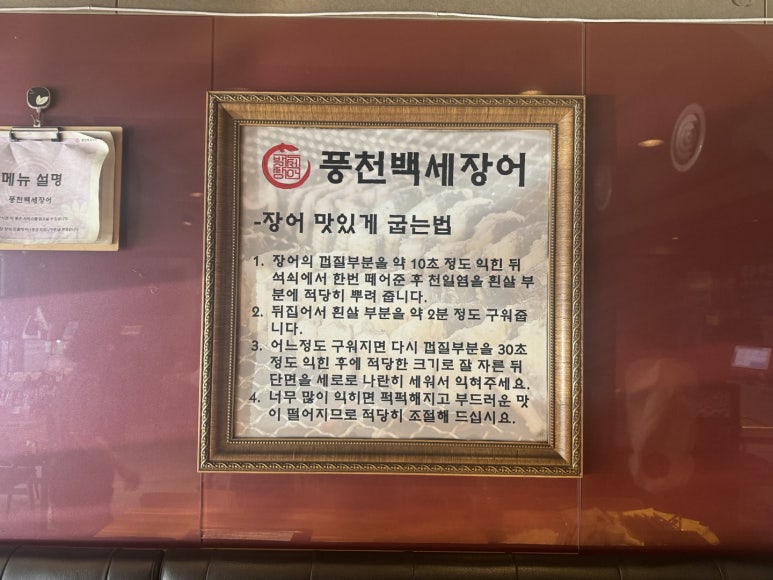 메뉴 설명
풍천백세장어
풍천백세장어
-장어 맛있게 굽는법
1. 장어의 껍질부분을 약 10초 정도 익힌 뒤
석쇠에서 한번 떼어준 후 천일염을 흰살 부
분에 적당히 뿌려 줍니다.
2. 뒤집어서 흰살 부분을 약 2분 정도 구워줍
니다.
3. 어느정도 구워지면 다시 껍질부분을 30초
정도 익힌 후에 적당한 크기로 잘 자른 뒤
단면을 세로로 나란히 세워서 익혀주세요.
4. 너무 많이 익히면 퍽퍽해지고 부드러운 맛
이 떨어지므로 적당히 조절해 드십시요.